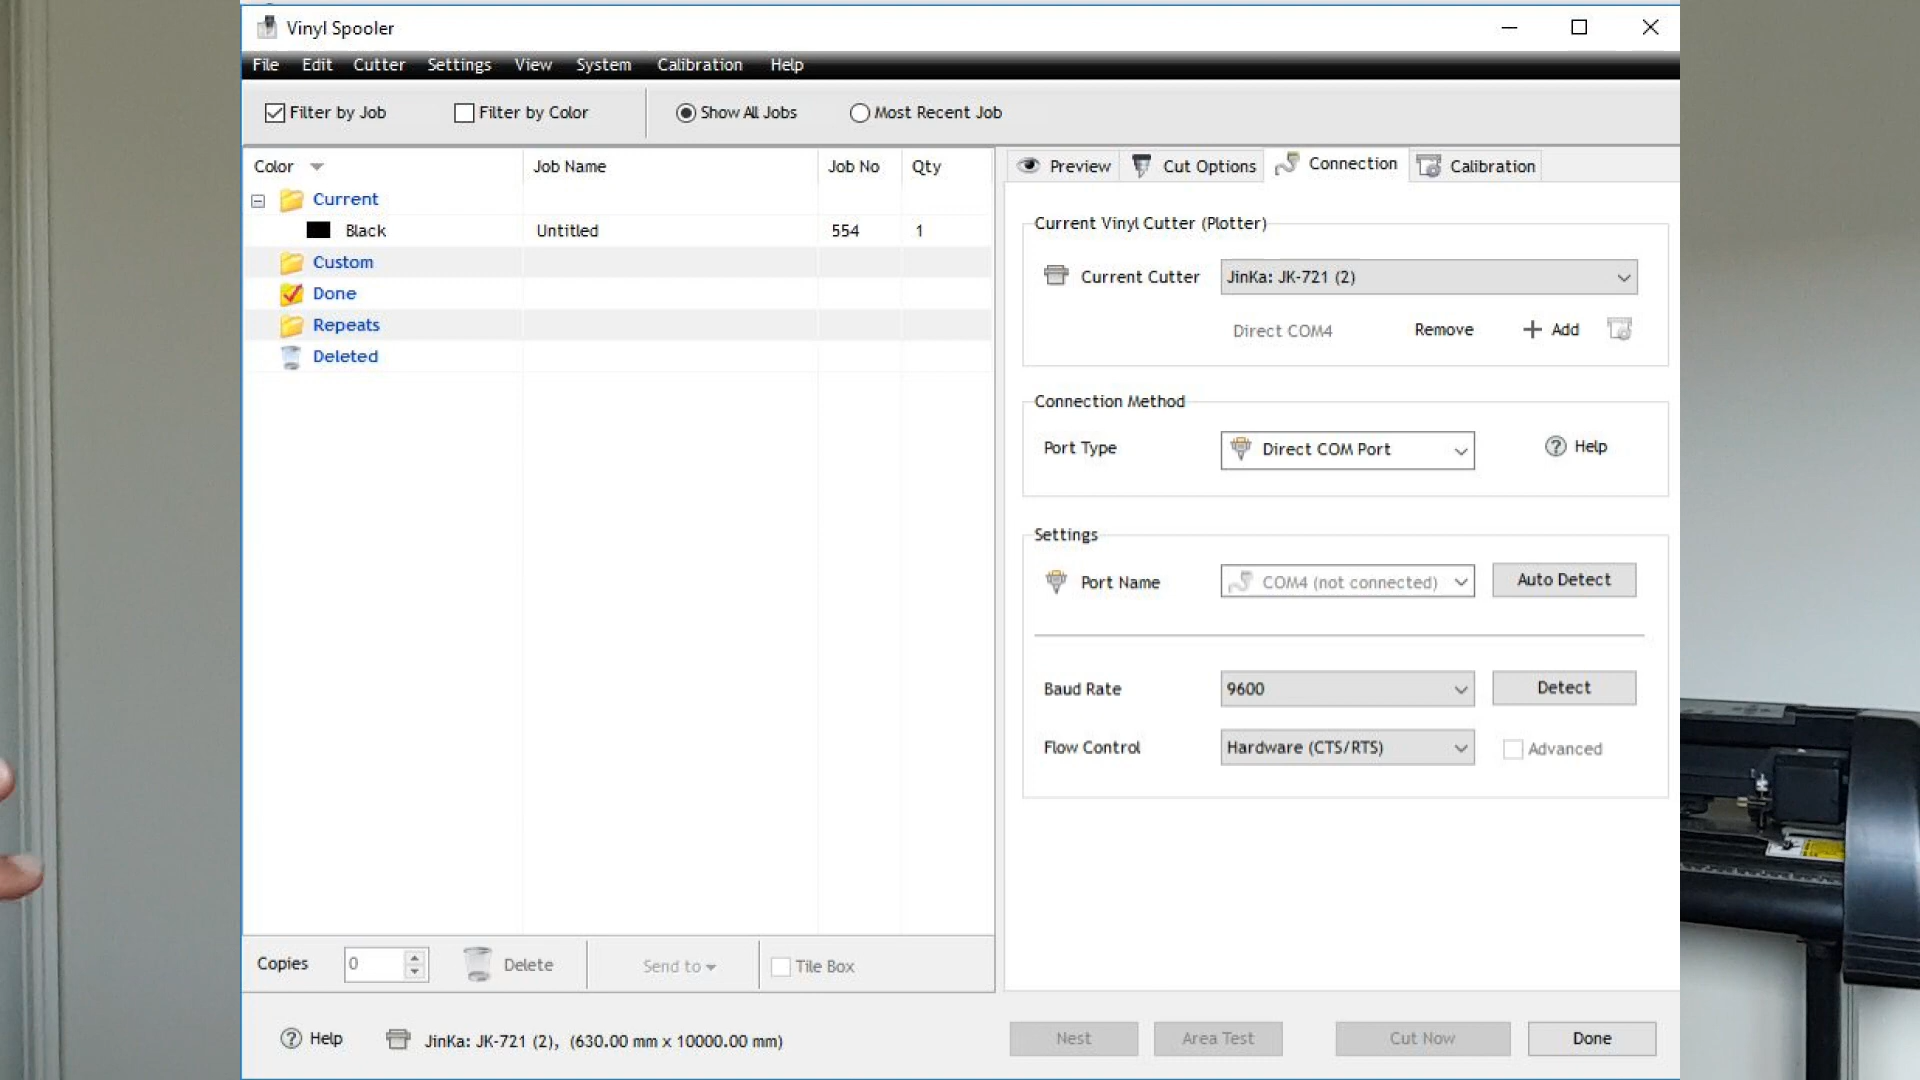 Vinyl Spooler
File Edit Cutter Settings View System Calibration Help
Filter by Job Filter by Color Show All Jobs Most Recent Job
Color Job Name Job No Qty
Current
Black Untitled 554 1
Custom
Done
Repeats
Deleted
Preview Cut Options Connection Calibration
Current Vinyl Cutter (Plotter)
Current Cutter JinKa: JK-721 (2)
Direct COM4 Remove Add
Connection Method
Port Type Direct COM Port Help
Settings
Port Name COM4 (not connected) Auto Detect
Baud Rate 9600 Detect
Flow Control Hardware (CTS/RTS) Advanced
Copies 0 Delete Send to Tile Box
Help JinKa: JK-721 (2), (630.00 mm x 10000.00 mm) Nest Area Test Cut Now Done